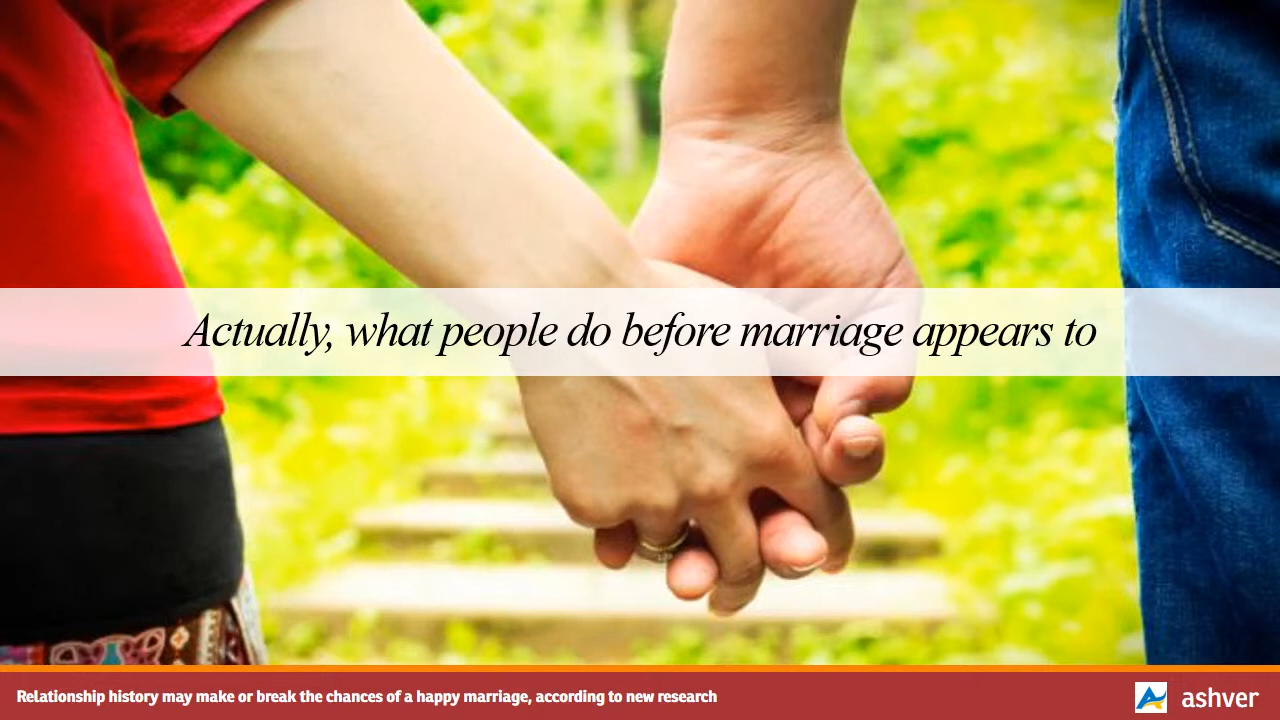 Actually, what people do before marriage appears to
Relationship history may make or break the chances of a happy marriage, according to new research
ashver